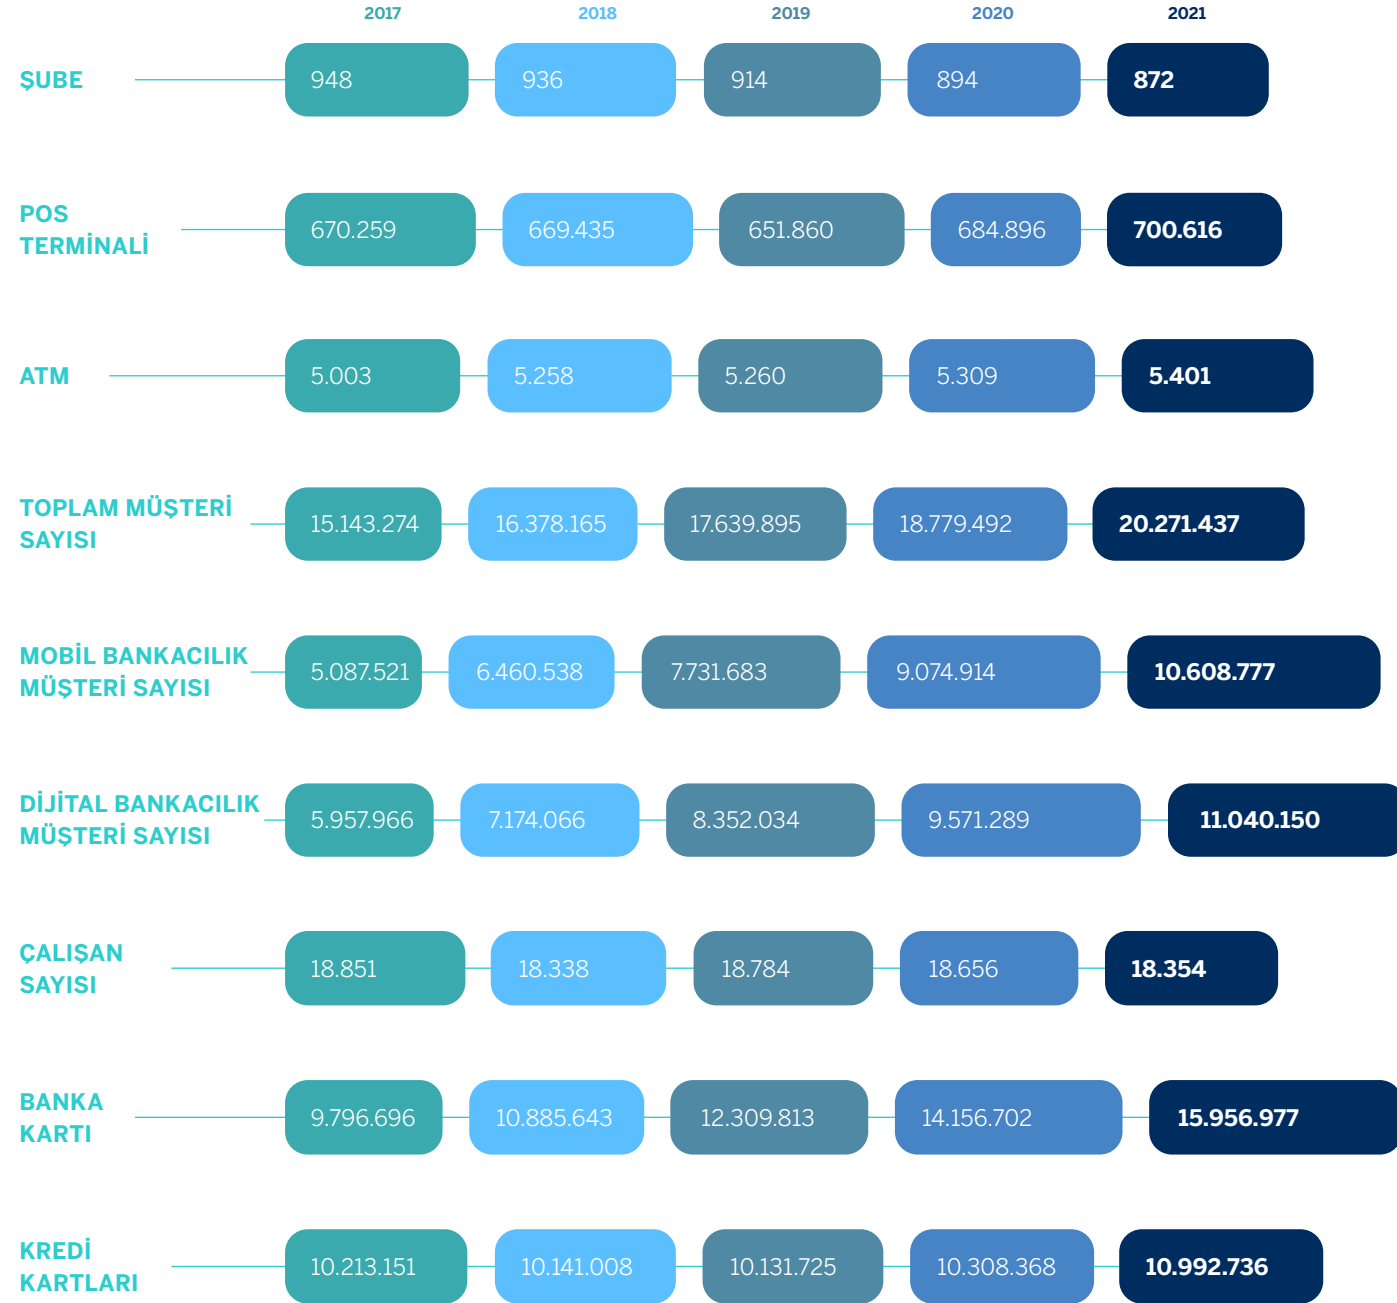 2017 2018 2019 2020 2021
ŞUBE 948 936 914 894 872
POS
TERMİNALİ 670.259 669.435 651.860 684.896 700.616
ATM 5.003 5.258 5.260 5.309 5.401
TOPLAM MÜŞTERİ
SAYISI 15.143.274 16.378.165 17.639.895 18.779.492 20.271.437
MOBİL BANKACILIK
MÜŞTERİ SAYISI 5.087.521 6.460.538 7.731.683 9.074.914 10.608.777
DİJİTAL BANKACILIK
MÜŞTERİ SAYISI 5.957.966 7.174.066 8.352.034 9.571.289 11.040.150
ÇALIŞAN
SAYISI 18.851 18.338 18.784 18.656 18.354
BANKA
KARTI 9.796.696 10.885.643 12.309.813 14.156.702 15.956.977
KREDİ
KARTLARI 10.213.151 10.141.008 10.131.725 10.308.368 10.992.736